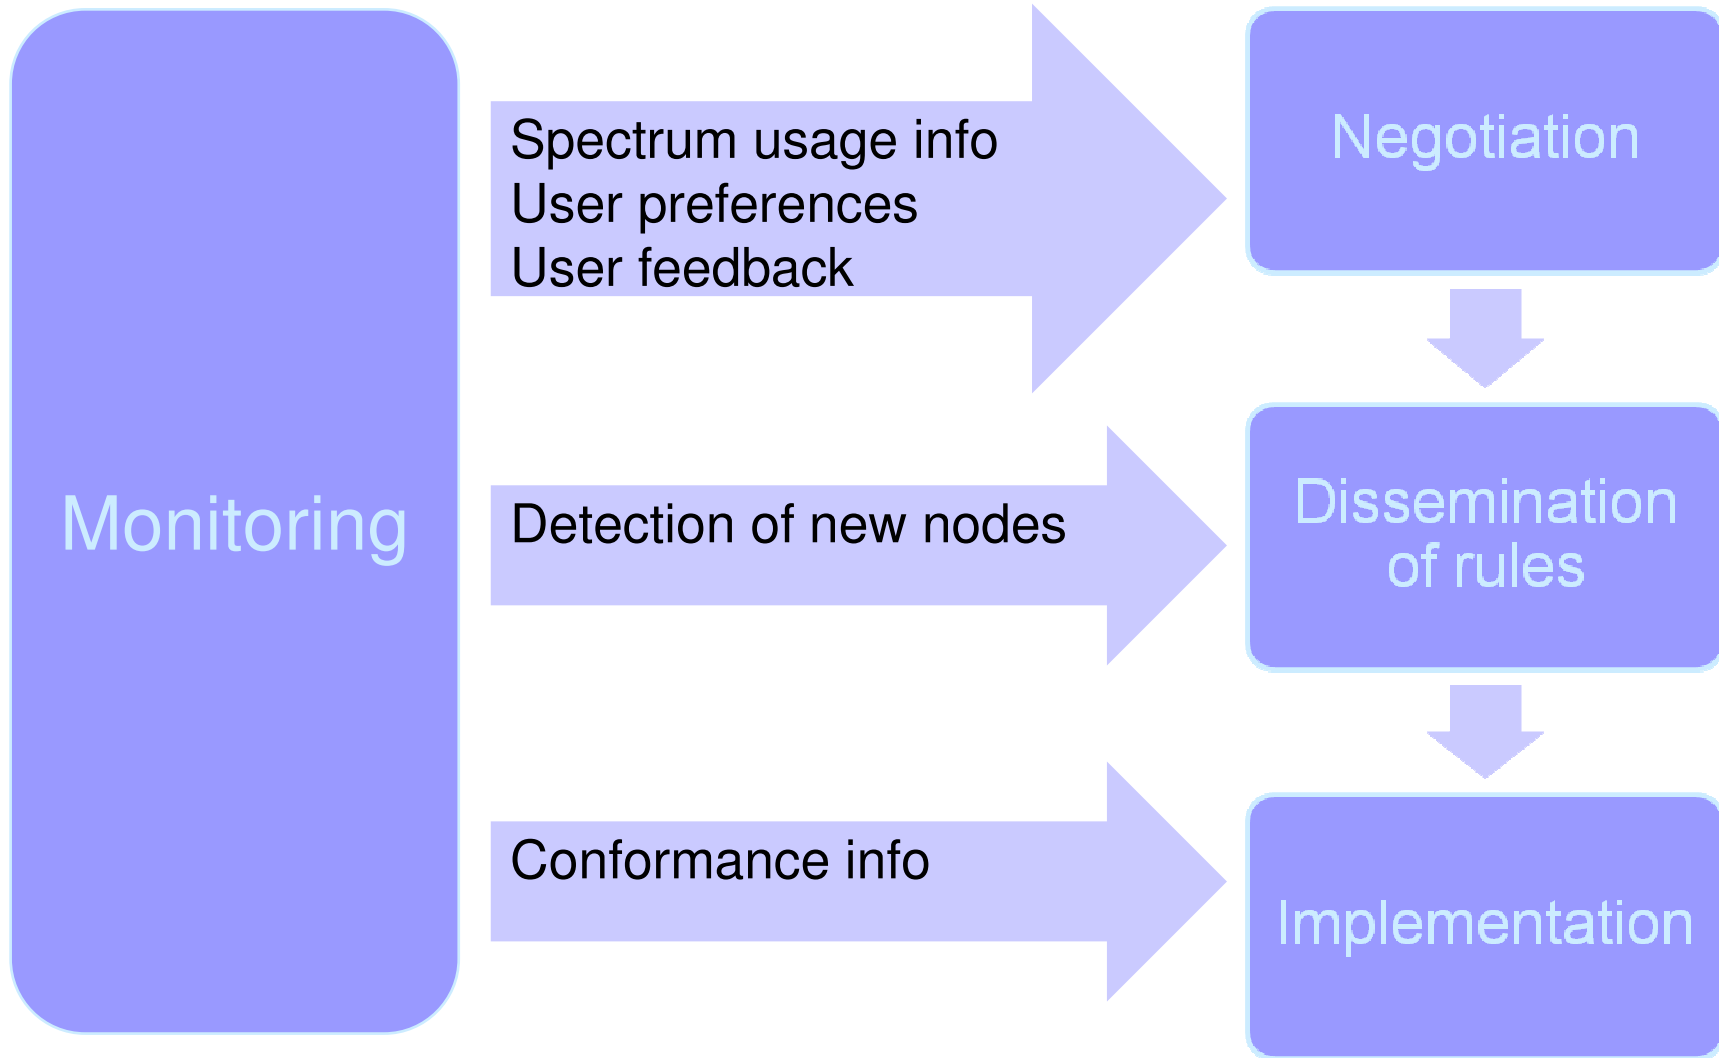 Monitoring
Spectrum usage info
User preferences
User feedback
Detection of new nodes
Conformance info
Negotiation
Dissemination
of rules
Implementation